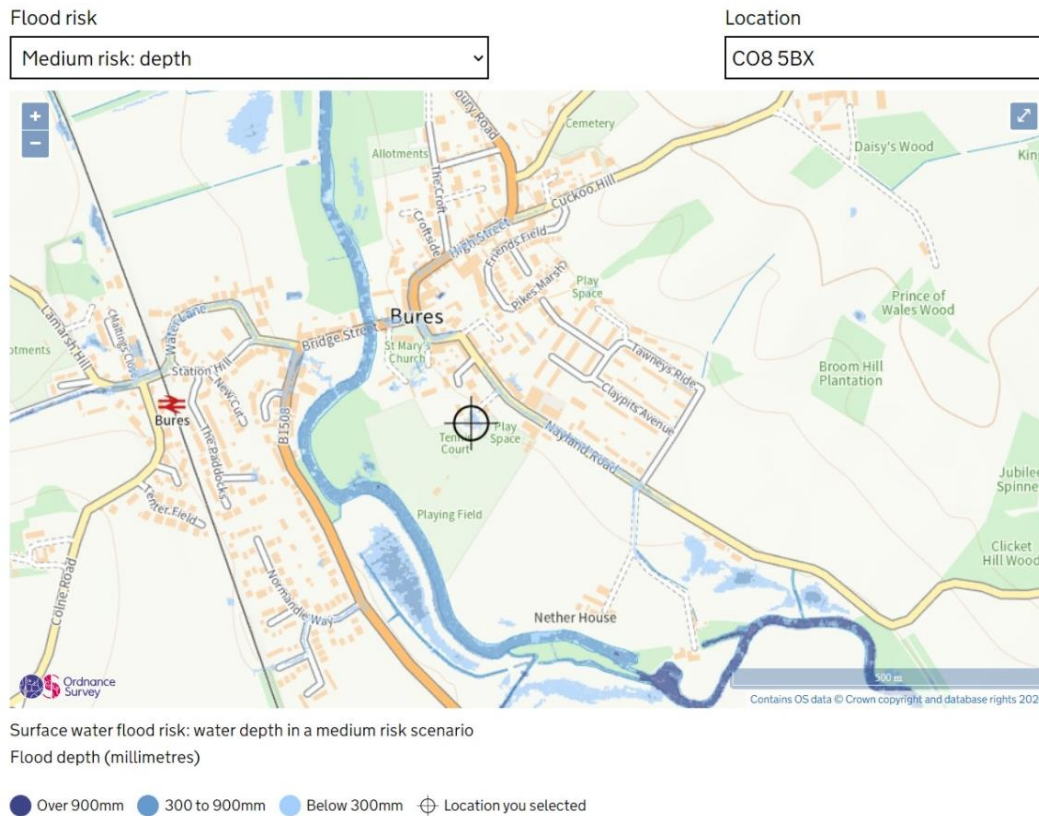 Flood risk
Location
Medium risk: depth
CO8 5BX
+
−
Cemetery
Daisy's Wood
Allotments
bury Road
The Croft
Croftside
High Street
Cuckoo Hill
Friends Field
Pikes Marsh
Play
Space
Prince of
Wales Wood
Bures
Bridge Street
St Mary's
Church
Lamarsh Hill
Maltings Close
Water Lane
Station Hill
New Cut
otments
Bures
B1508
The Paddocks
Tawneys Ride
Claypits Avenue
Broom Hill
Plantation
Play
Space
Court
Nayland Road
Tenter Field
Playing Field
Jubilee
Spinne
Clicket
Hill Wood
Colne Road
Normandie Way
Nether House
Ordnance
Survey
500 m
Contains OS data © Crown copyright and database rights 202
Surface water flood risk: water depth in a medium risk scenario
Flood depth (millimetres)
Over 900mm 300 to 900mm Below 300mm Location you selected